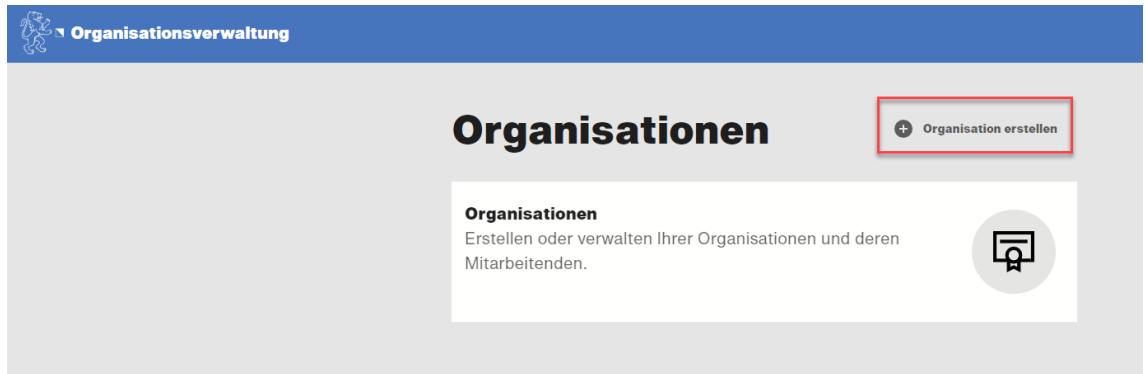 Organisationsverwaltung
Organisationen
Organisation erstellen
Organisationen
Erstellen oder verwalten Ihrer Organisationen und deren
Mitarbeitenden.